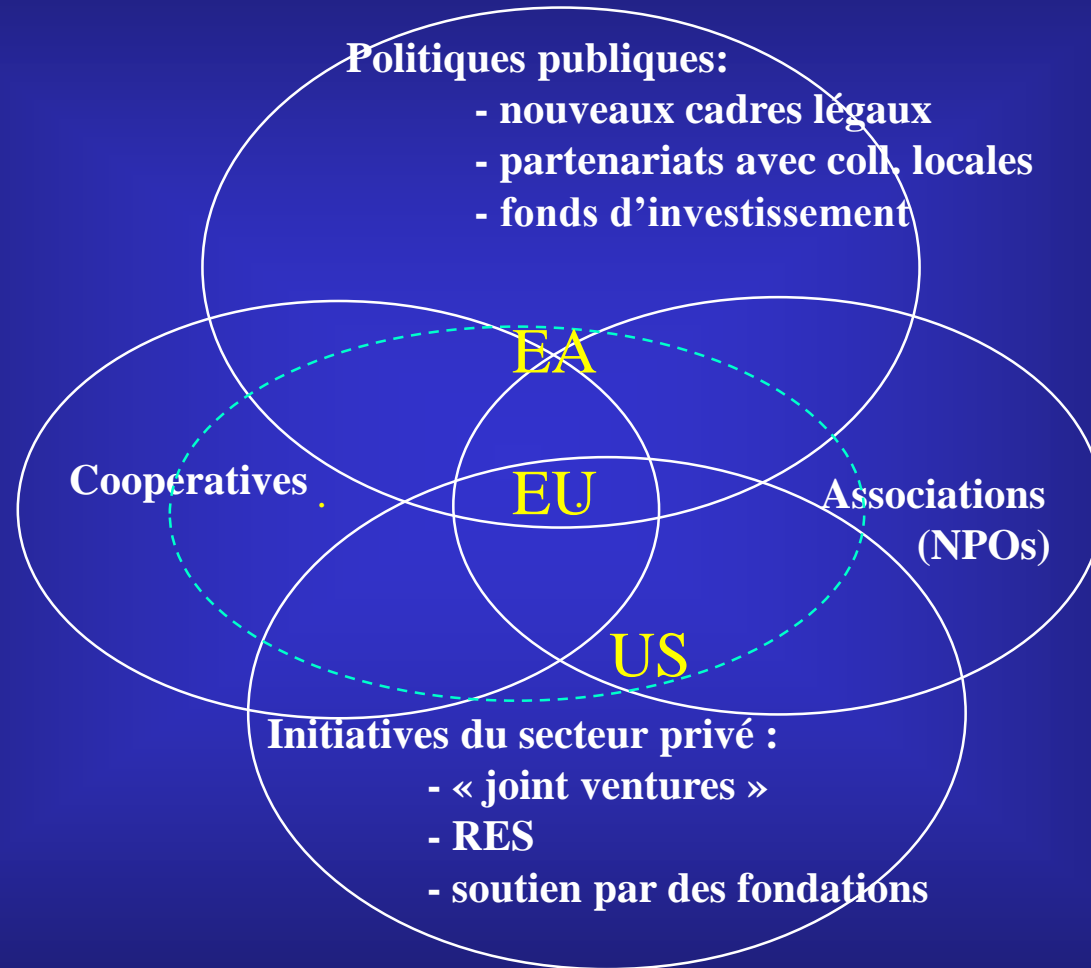 Politiques publiques:
- nouveaux cadres légaux
- partenariats avec coll. locales
- fonds d’investissement
EA
Cooperatives .
EU
.
Associations
(NPOs)
US
Initiatives du secteur privé :
- « joint ventures »
- RES
- soutien par des fondations